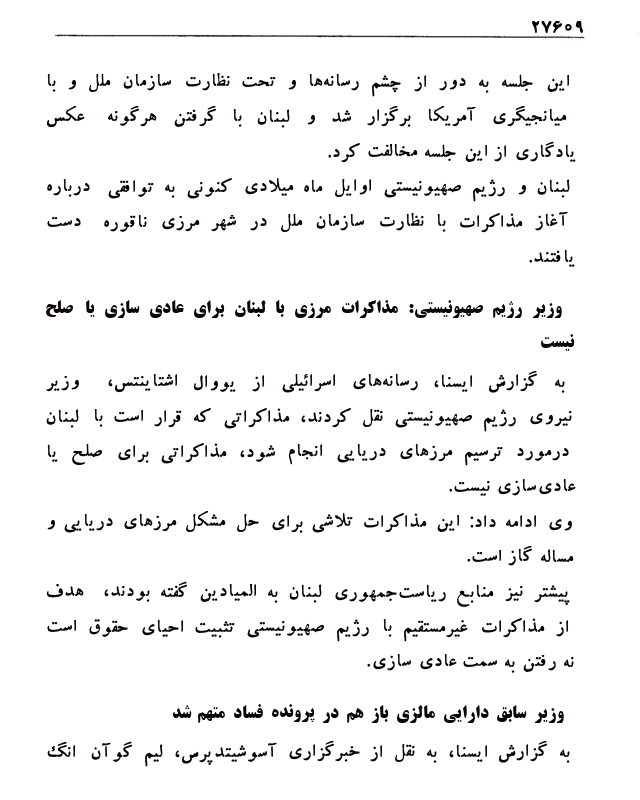 ۲۷۶۰۹
این جلسه به دور از چشم رسانه‌ها و تحت نظارت سازمان ملل و با
میانجیگری آمریکا برگزار شد و لبنان با گرفتن هرگونه عکس
یادگاری از این جلسه مخالفت کرد.
لبنان و رژیم صهیونیستی اوایل ماه میلادی کنونی به توافقی درباره
آغاز مذاکرات با نظارت سازمان ملل در شهر مرزی ناقوره دست
یافتند.
وزیر رژیم صهیونیستی: مذاکرات مرزی با لبنان برای عادی سازی یا صلح
نیست
به گزارش ایسنا، رسانه‌های اسرائیلی از یووال اشتاینتس، وزیر
نیروی رژیم صهیونیستی نقل کردند، مذاکراتی که قرار است با لبنان
درمورد ترسیم مرزهای دریایی انجام شود، مذاکراتی برای صلح یا
عادی‌سازی نیست.
وی ادامه داد: این مذاکرات تلاشی برای حل مشکل مرزهای دریایی و
مساله گاز است.
پیشتر نیز منابع ریاست‌جمهوری لبنان به المیادین گفته بودند، هدف
از مذاکرات غیرمستقیم با رژیم صهیونیستی تثبیت احیای حقوق است
نه رفتن به سمت عادی سازی.
وزیر سابق دارایی مالزی باز هم در پرونده فساد متهم شد
به گزارش ایسنا، به نقل از خبرگزاری آسوشیتدپرس، لیم گوآن انگ